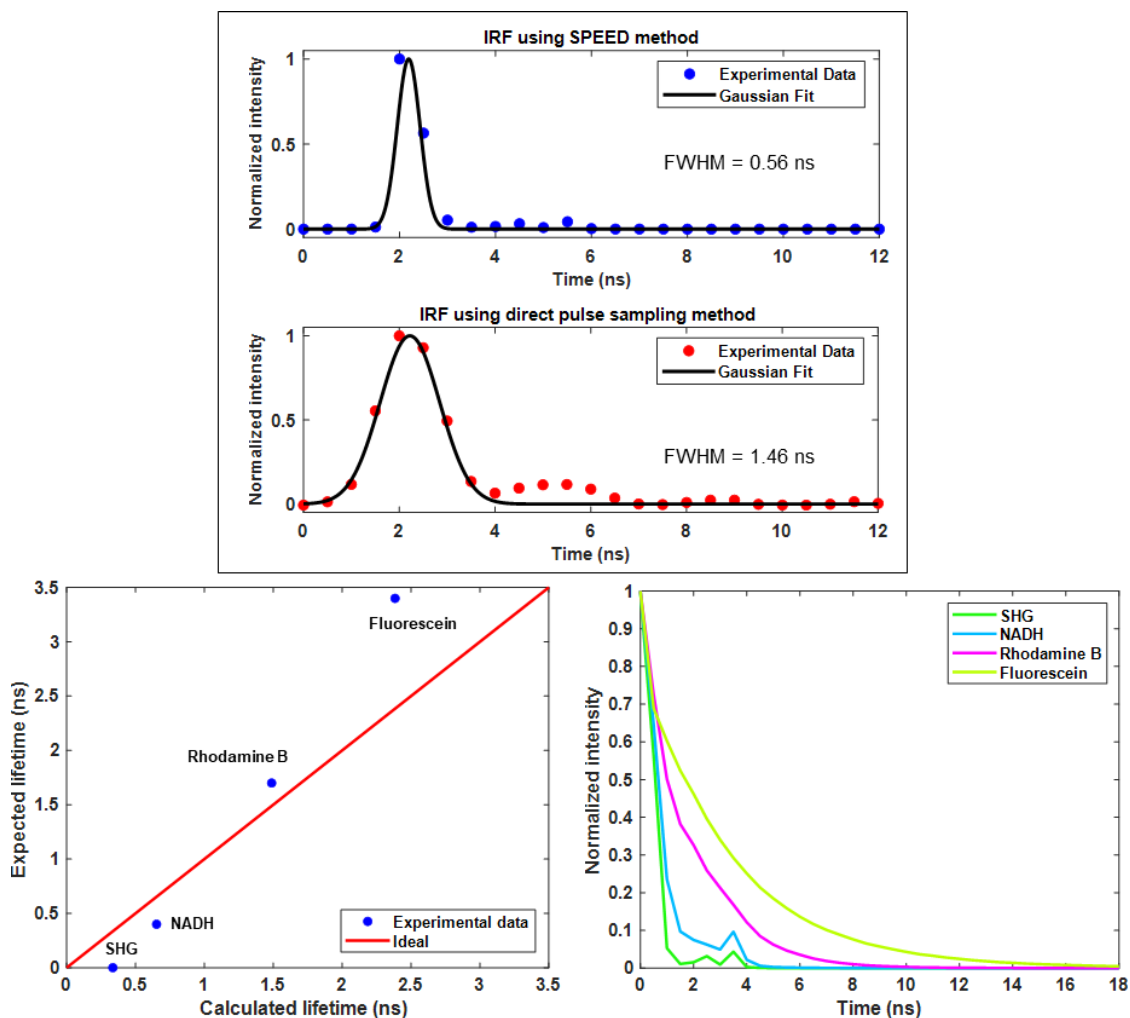 IRF using SPEED method
Normalized intensity
1
0.5
0
Experimental Data
Gaussian Fit
FWHM = 0.56 ns
0 2 4 6 8 10 12
Time (ns)
IRF using direct pulse sampling method
Normalized intensity
1
0.5
0
Experimental Data
Gaussian Fit
FWHM = 1.46 ns
0 2 4 6 8 10 12
Time (ns)
Expected lifetime (ns)
3.5
3
2.5
2
1.5
1
0.5
0
Fluorescein
Rhodamine B
NADH
SHG
Experimental data
Ideal
0 0.5 1 1.5 2 2.5 3 3.5
Calculated lifetime (ns)
Normalized intensity
1
0.9
0.8
0.7
0.6
0.5
0.4
0.3
0.2
0.1
0
SHG
NADH
Rhodamine B
Fluorescein
0 2 4 6 8 10 12 14 16 18
Time (ns)